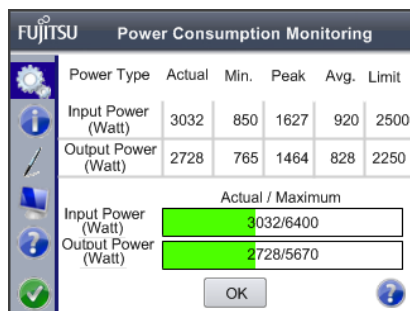 FUJITSU Power Consumption Monitoring
Power Type Actual Min. Peak Avg. Limit
Input Power
(Watt) 3032 850 1627 920 2500
Output Power
(Watt) 2728 765 1464 828 2250
Actual / Maximum
Input Power
(Watt) 3032/6400
Output Power
(Watt) 2728/5670
OK